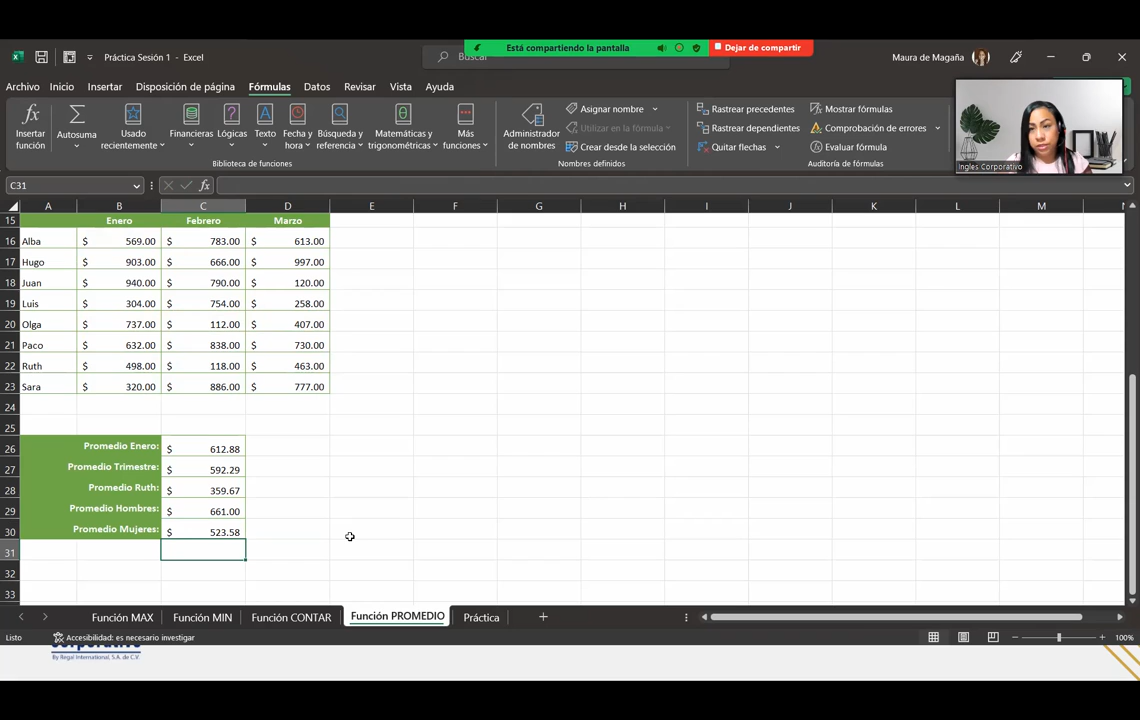 Está compartiendo la pantalla
Dejar de compartir
Práctica Sesión 1 - Excel
Buscar
Maura de Magaña
Archivo Inicio Insertar Disposición de página Fórmulas Datos Revisar Vista Ayuda
Insertar función
Autosuma
Usado recientemente
Financieras
Lógicas
Texto
Fecha y hora
Búsqueda y referencia
Matemáticas y trigonométricas
Más funciones
Biblioteca de funciones
Administrador de nombres
Asignar nombre
Utilizar en la fórmula
Crear desde la selección
Nombres definidos
Rastrear precedentes
Rastrear dependientes
Quitar flechas
Mostrar fórmulas
Comprobación de errores
Evaluar fórmula
Auditoría de fórmulas
Ingles Corporativo
C31 fx
A B C D E F G H I J K L M
15 Enero Febrero Marzo
16 Alba $ 569.00 $ 783.00 $ 613.00
17 Hugo $ 903.00 $ 666.00 $ 997.00
18 Juan $ 940.00 $ 790.00 $ 120.00
19 Luis $ 304.00 $ 754.00 $ 258.00
20 Olga $ 737.00 $ 112.00 $ 407.00
21 Paco $ 632.00 $ 838.00 $ 730.00
22 Ruth $ 498.00 $ 118.00 $ 463.00
23 Sara $ 320.00 $ 886.00 $ 777.00
24
25
26 Promedio Enero: $ 612.88
27 Promedio Trimestre: $ 592.29
28 Promedio Ruth: $ 359.67
29 Promedio Hombres: $ 661.00
30 Promedio Mujeres: $ 523.58
31
32
33
Función MAX Función MIN Función CONTAR Función PROMEDIO Práctica
Listo Accesibilidad: es necesario investigar 100%
corporativo
By Regal International, S.A. de C.V.